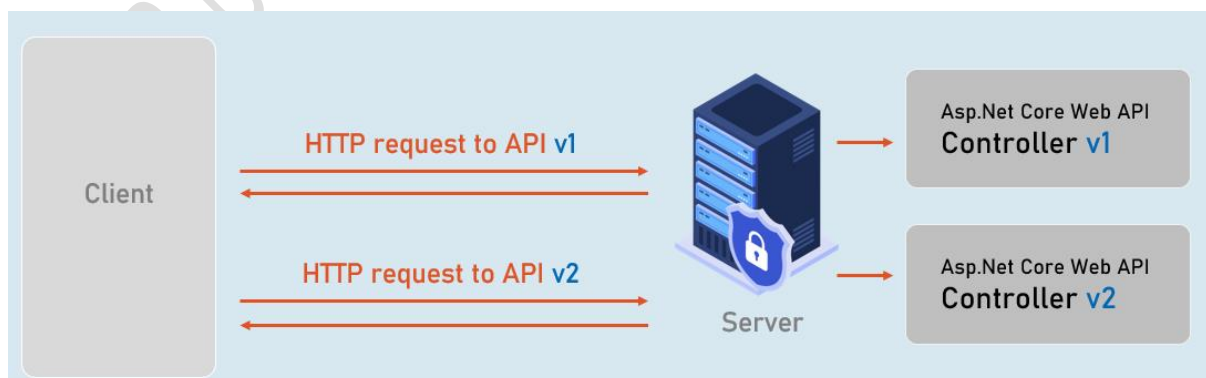 Client
HTTP request to API v1
HTTP request to API v2
Server
Asp.Net Core Web API
Controller v1
Asp.Net Core Web API
Controller v2